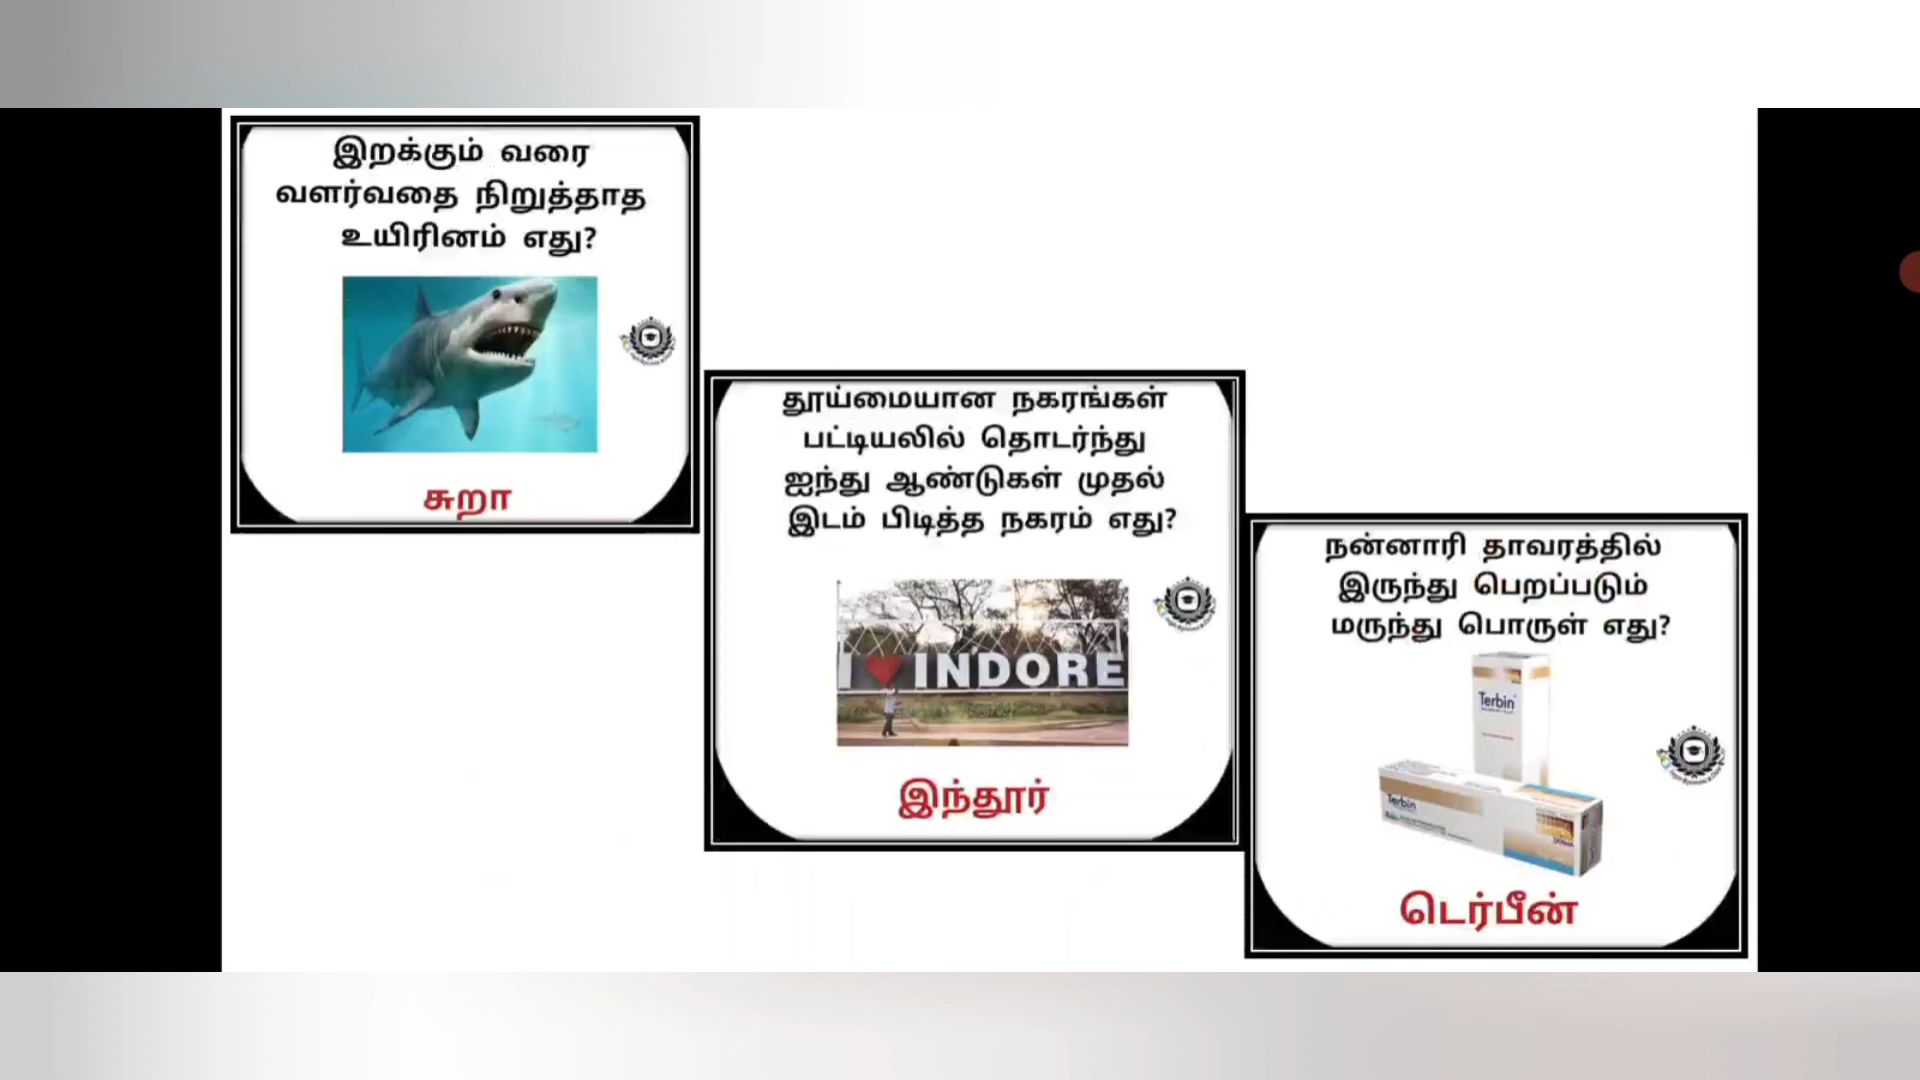 இறக்கும் வரை
வளர்வதை நிறுத்தாத
உயிரினம் எது?
சுறா
தூய்மையான நகரங்கள்
பட்டியலில் தொடர்ந்து
ஐந்து ஆண்டுகள் முதல்
இடம் பிடித்த நகரம் எது?
I ❤ INDORE
இந்தூர்
நன்னாரி தாவரத்தில்
இருந்து பெறப்படும்
மருந்து பொருள் எது?
Terbin
Terbin
டெர்பீன்